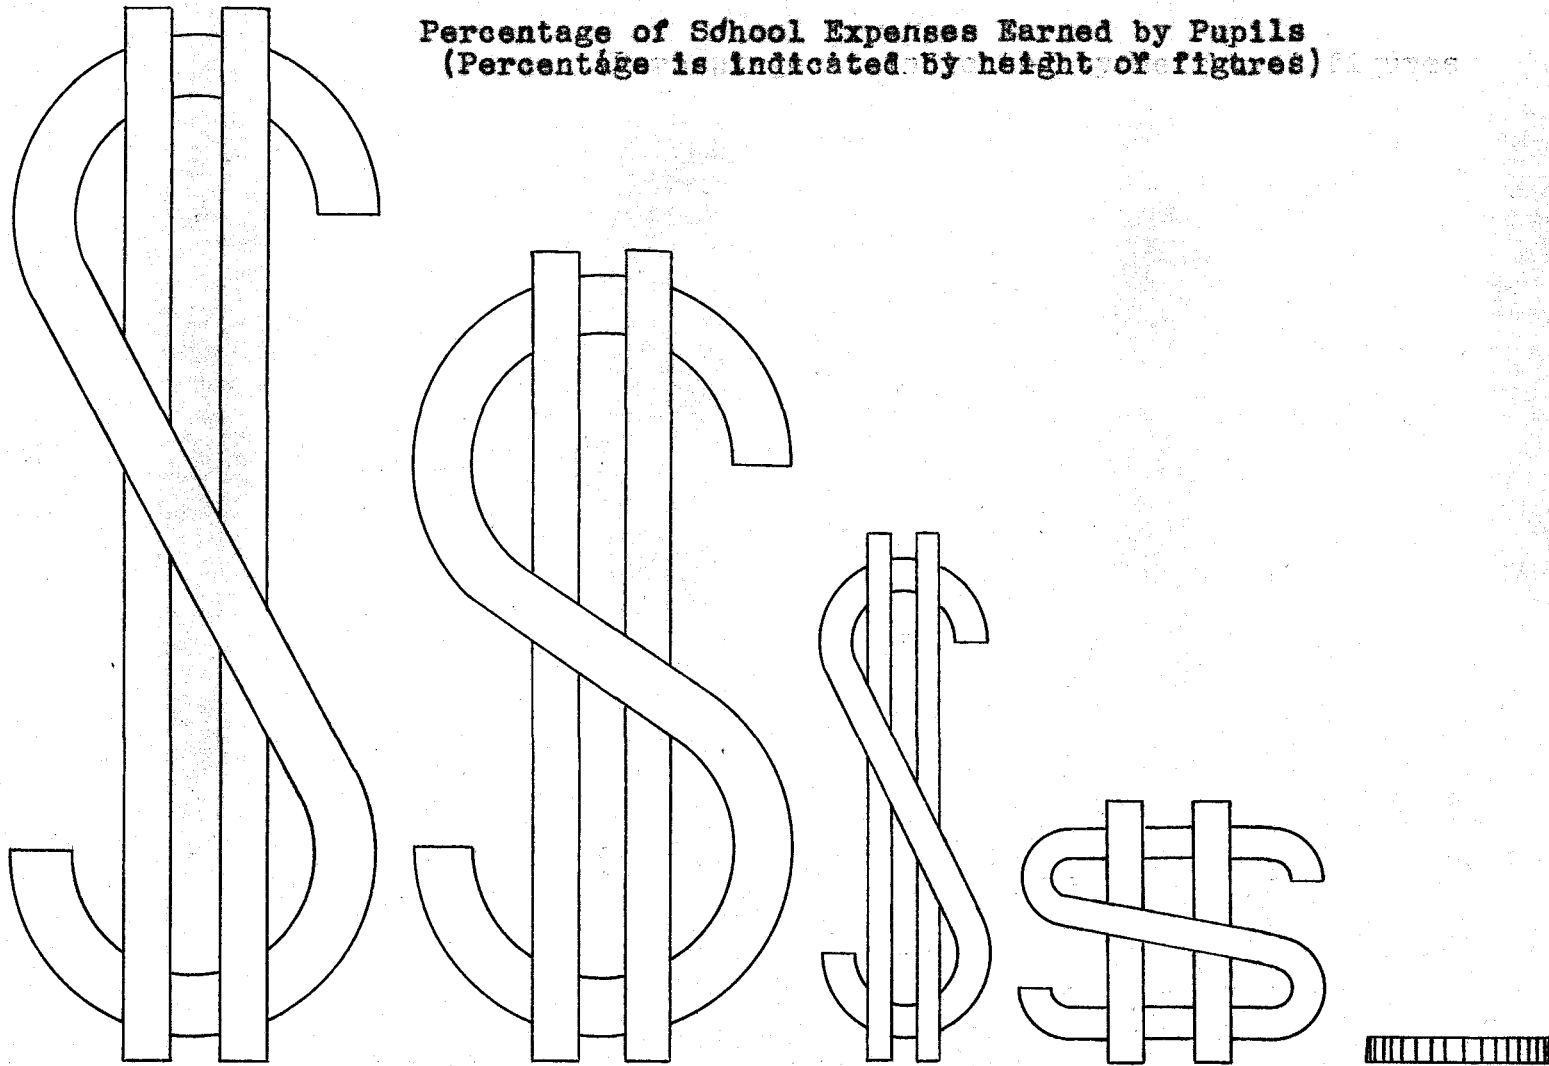 Percentage of School Expenses Earned by Pupils
(Percentage is indicated by height of figures)